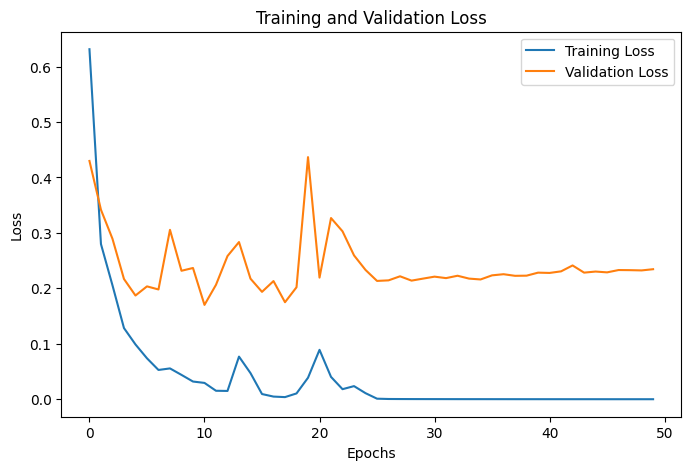 Training and Validation Loss
Training Loss
Validation Loss
Loss
0.6
0.5
0.4
0.3
0.2
0.1
0.0
0 10 20 30 40 50
Epochs